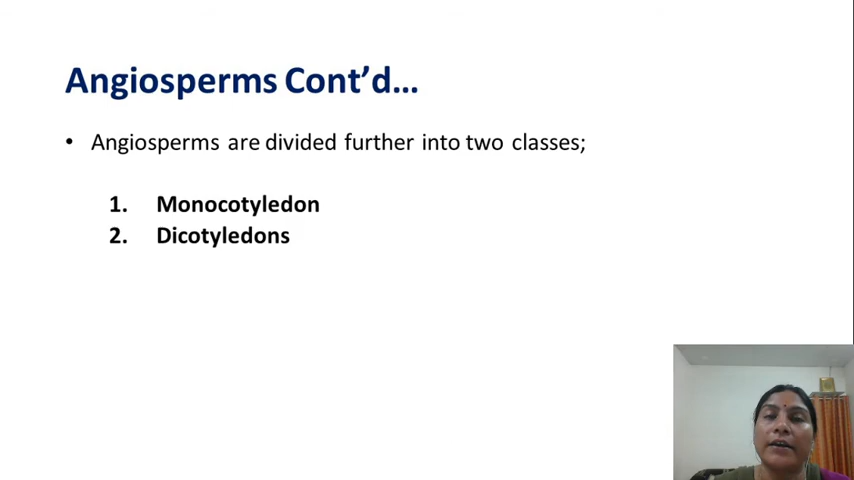 Angiosperms Cont’d...
• Angiosperms are divided further into two classes;
1. Monocotyledon
2. Dicotyledons